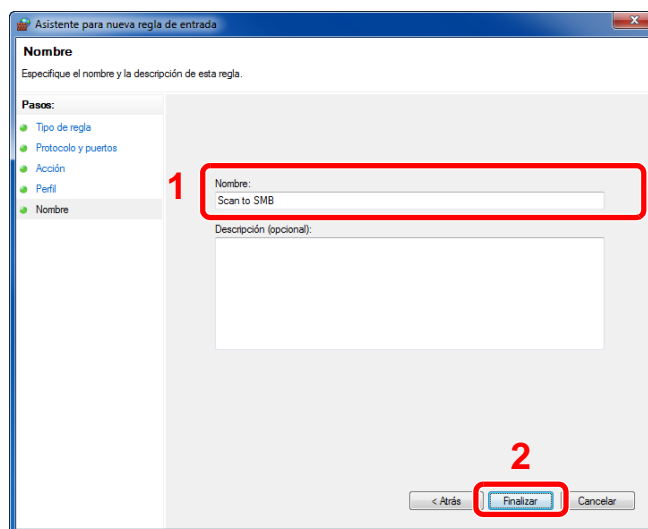 Asistente para nueva regla de entrada
Nombre
Especifique el nombre y la descripción de esta regla.
Pasos:
Tipo de regla
Protocolo y puertos
Acción
Perfil
Nombre
1
Nombre:
Scan to SMB
Descripción (opcional):
2
< Atrás
Finalizar
Cancelar